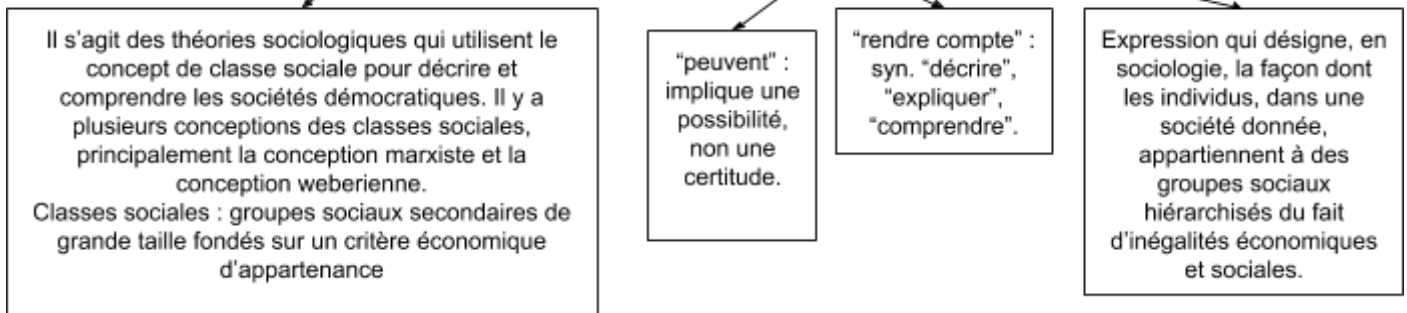 Il s'agit des théories sociologiques qui utilisent le
concept de classe sociale pour décrire et
comprendre les sociétés démocratiques. Il y a
plusieurs conceptions des classes sociales,
principalement la conception marxiste et la
conception weberienne.
Classes sociales : groupes sociaux secondaires de
grande taille fondés sur un critère économique
d'appartenance
“peuvent” :
implique une
possibilité,
non une
certitude.
“rendre compte” :
syn. “décrire”,
“expliquer”,
“comprendre”.
Expression qui désigne, en
sociologie, la façon dont
les individus, dans une
société donnée,
appartiennent à des
groupes sociaux
hiérarchisés du fait
d'inégalités économiques
et sociales.